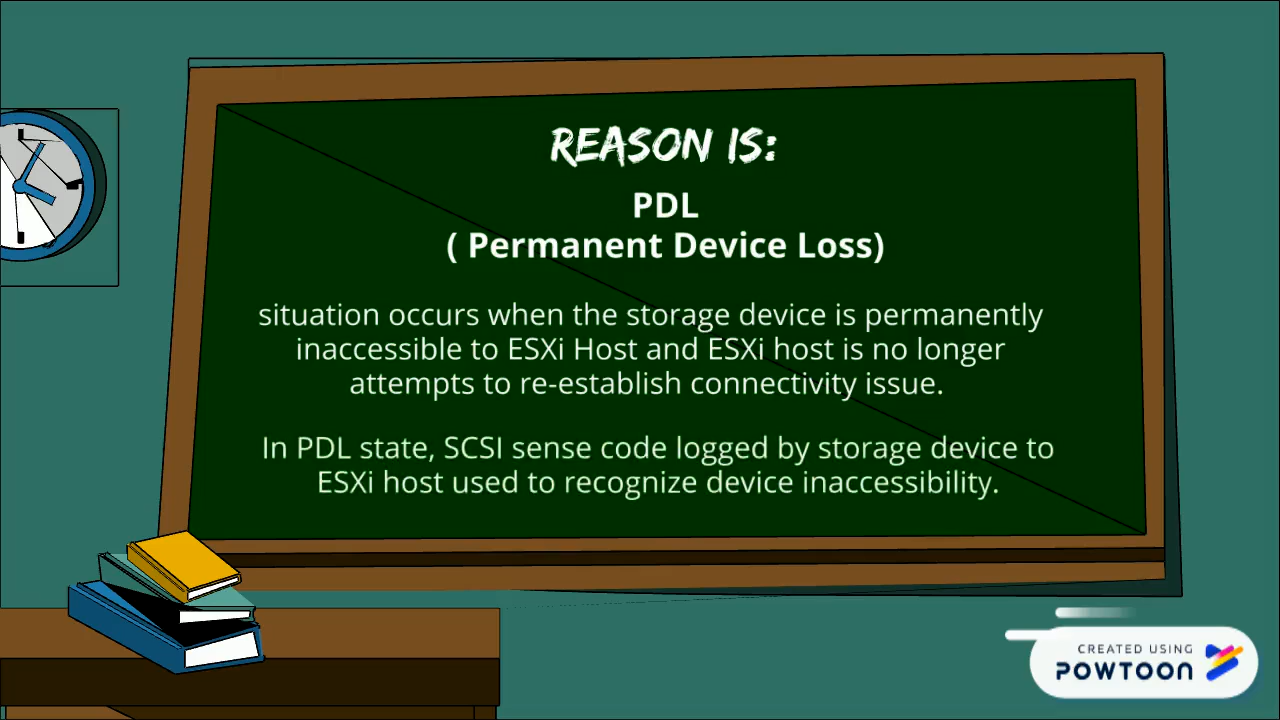 REASON IS:
PDL
( Permanent Device Loss)
situation occurs when the storage device is permanently
inaccessible to ESXi Host and ESXi host is no longer
attempts to re-establish connectivity issue.
In PDL state, SCSI sense code logged by storage device to
ESXi host used to recognize device inaccessibility.
CREATED USING
POWTOON